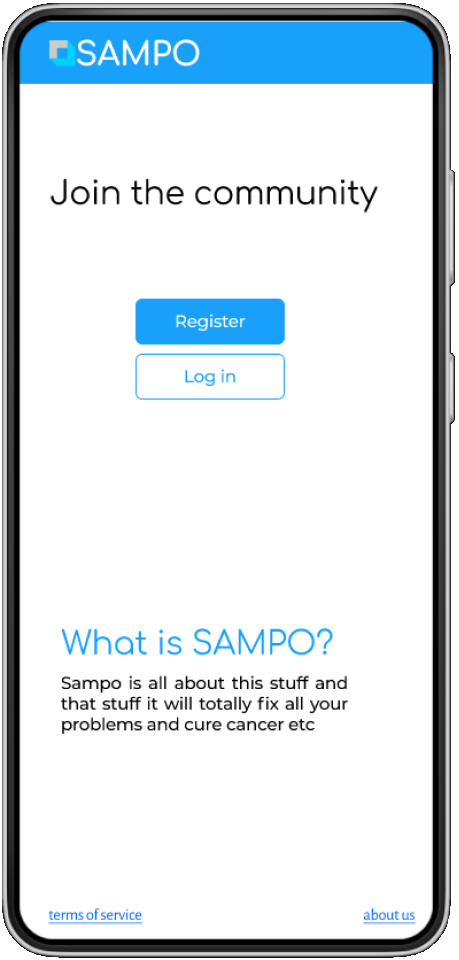 SAMPO
Join the community
Register
Log in
What is SAMPO?
Sampo is all about this stuff and
that stuff it will totally fix all your
problems and cure cancer etc
terms of service
about us